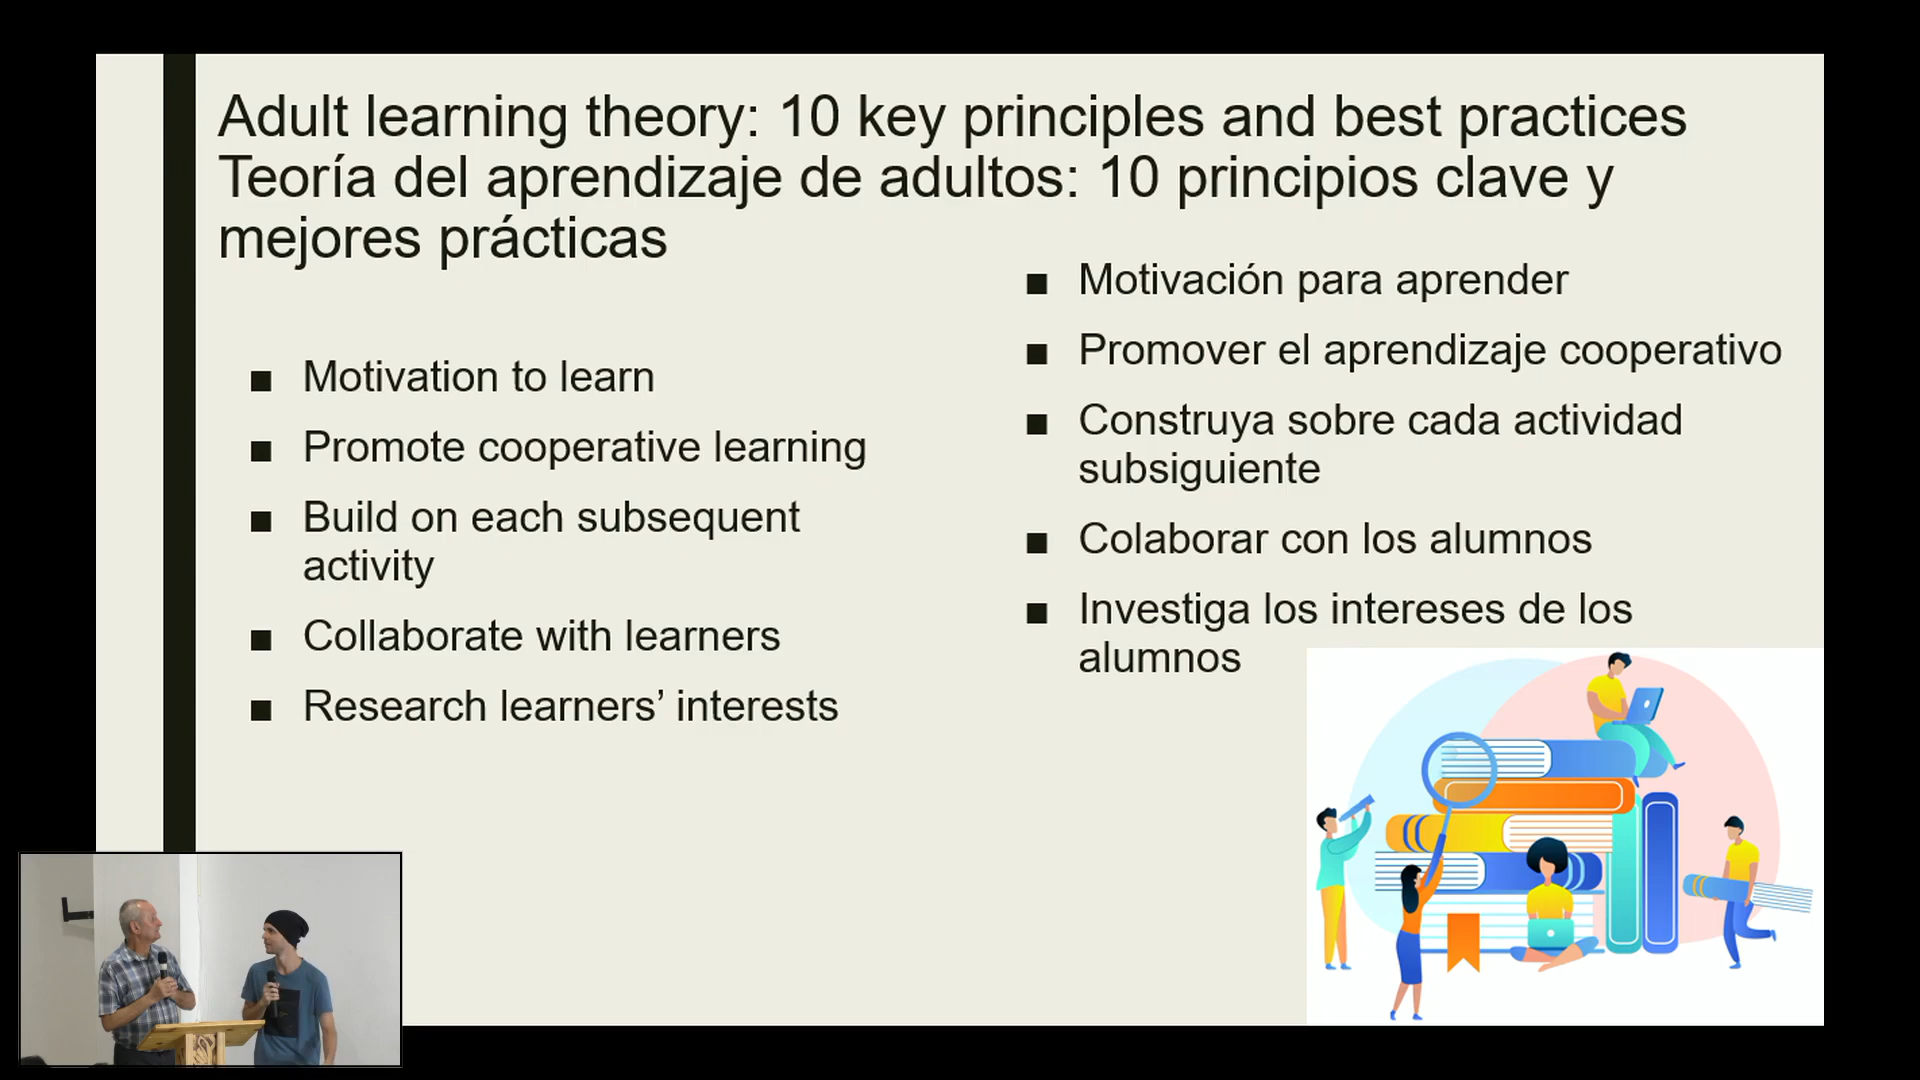 Adult learning theory: 10 key principles and best practices
Teoría del aprendizaje de adultos: 10 principios clave y
mejores prácticas
■ Motivation to learn
■ Promote cooperative learning
■ Build on each subsequent
activity
■ Collaborate with learners
■ Research learners’ interests
■ Motivación para aprender
■ Promover el aprendizaje cooperativo
■ Construya sobre cada actividad
subsiguiente
■ Colaborar con los alumnos
■ Investiga los intereses de los
alumnos